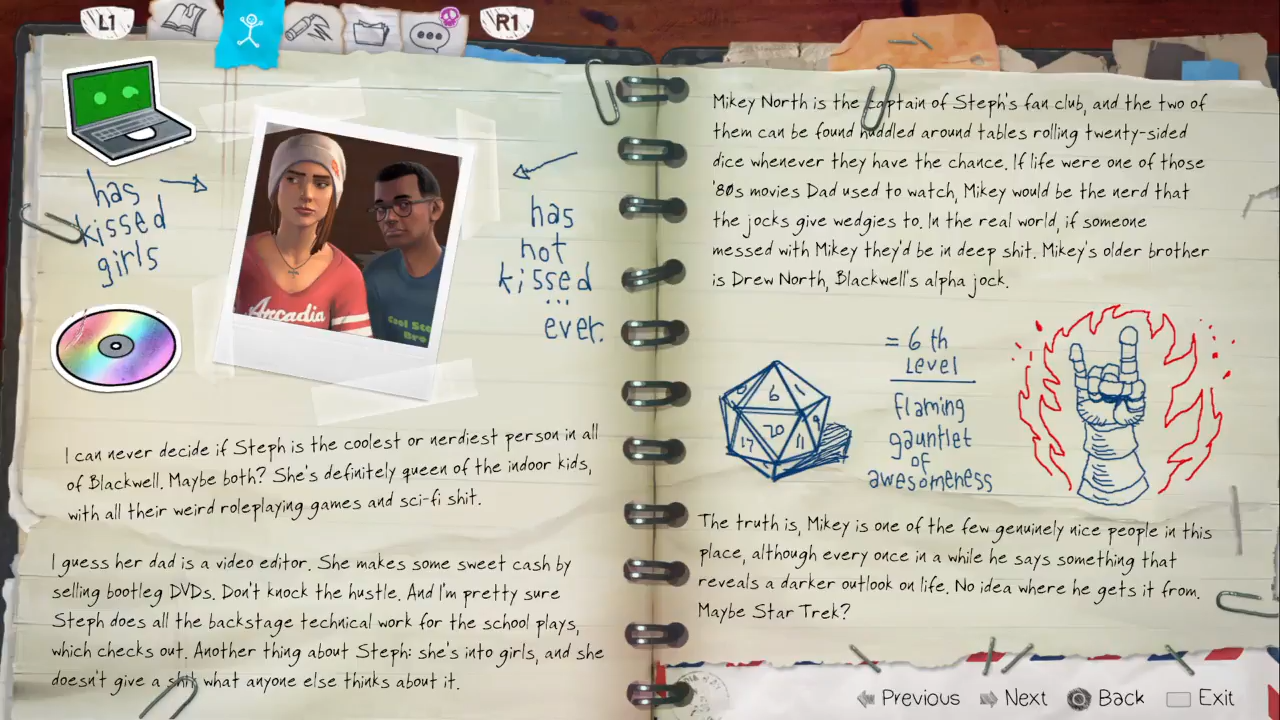 L1
R1
has
kissed
girls
has
not
kissed
...
ever.
Arcadia
Cool
Bro
I can never decide if Steph is the coolest or nerdiest person in all
of Blackwell. Maybe both? She's definitely queen of the indoor kids,
with all their weird roleplaying games and sci-fi shit.
I guess her dad is a video editor. She makes some sweet cash by
selling bootleg DVDs. Don't knock the hustle. And I'm pretty sure
Steph does all the backstage technical work for the school plays,
which checks out. Another thing about Steph: she's into girls, and she
doesn't give a shit what anyone else thinks about it.
Mikey North is the captain of Steph's fan club, and the two of
them can be found huddled around tables rolling twenty-sided
dice whenever they have the chance. If life were one of those
'80s movies Dad used to watch, Mikey would be the nerd that
the jocks give wedgies to. In the real world, if someone
messed with Mikey they'd be in deep shit. Mikey's older brother
is Drew North, Blackwell's alpha jock.
6
20
17
11
9
= 6th
Level
flaming
gauntlet
of
awesomeness
The truth is, Mikey is one of the few genuinely nice people in this
place, although every once in a while he says something that
reveals a darker outlook on life. No idea where he gets it from.
Maybe Star Trek?
Previous
Next
Back
Exit